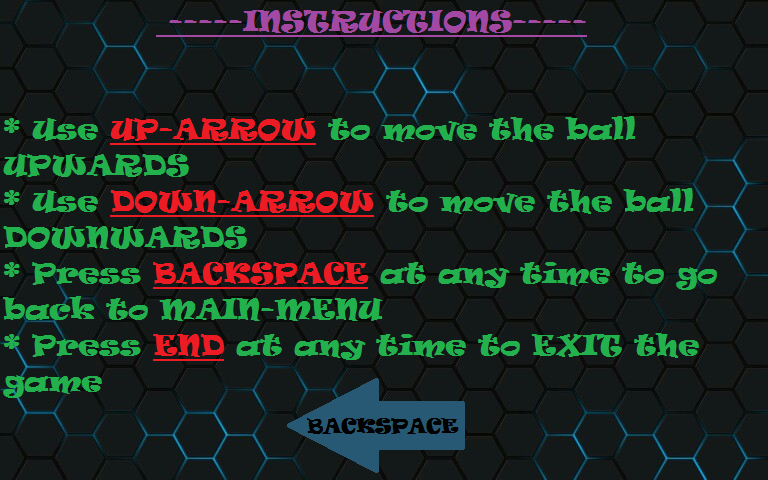 -----INSTRUCTIONS-----
* Use UP-ARROW to move the ball
UPWARDS
* Use DOWN-ARROW to move the ball
DOWNWARDS
* Press BACKSPACE at any time to go
back to MAIN-MENU
* Press END at any time to EXIT the
game
BACKSPACE